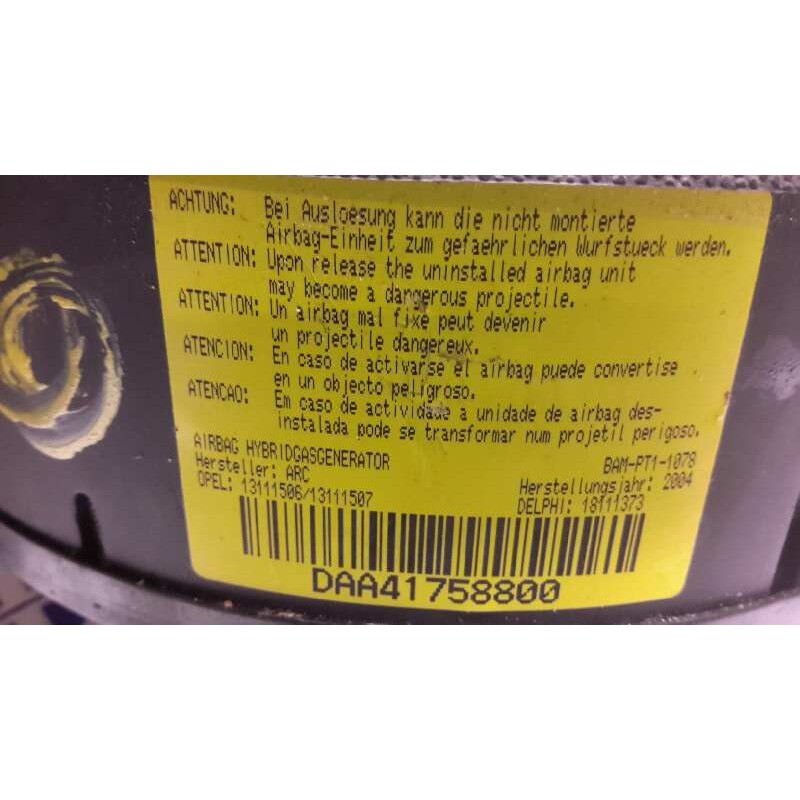 ACHTUNG: Bei Ausloesung kann die nicht montierte
Airbag-Einheit zum gefaehrlichen Wurfstueck werden.
ATTENTION: Upon release the uninstalled airbag unit
may become a dangerous projectile.
ATTENTION: Un airbag mal fixe peut devenir
un projectile dangereux.
ATENCION: En caso de activarse el airbag puede convertise
en un objecto peligroso.
ATENCAO: Em caso de actividade a unidade de airbag des-
instalada pode se transformar num projetil perigoso.
AIRBAG HYBRIDGASGENERATOR BAM-PT1-1078
Hersteller: ARC Herstellungsjahr: 2004
OPEL: 13111506/13111507 DELPHI: 18111373
DAA41758800